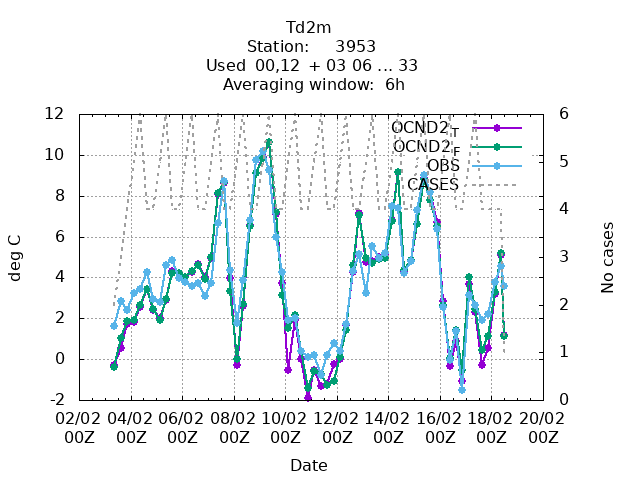 Td2m
Station: 3953
Used 00,12 + 03 06 ... 33
Averaging window: 6h
12 6
OCND2_T
10 OCND2_F 5
OBS
8 CASES 4
6 3
4 2
2
0 1
-2 0
deg C
No cases
02/02 04/02 06/02 08/02 10/02 12/02 14/02 16/02 18/02 20/02
00Z 00Z 00Z 00Z 00Z 00Z 00Z 00Z 00Z 00Z
Date